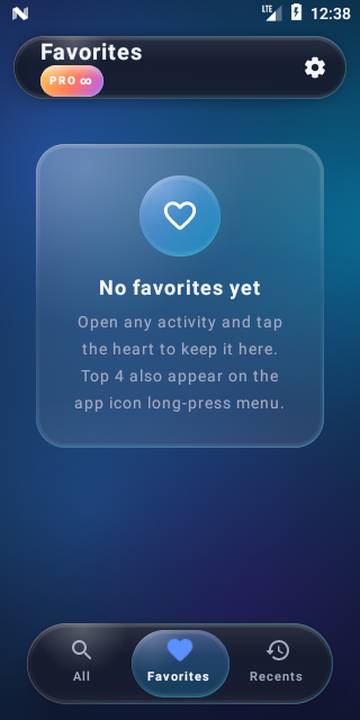 LTE
12:38
Favorites
PRO ∞
No favorites yet
Open any activity and tap
the heart to keep it here.
Top 4 also appear on the
app icon long-press menu.
All
Favorites
Recents